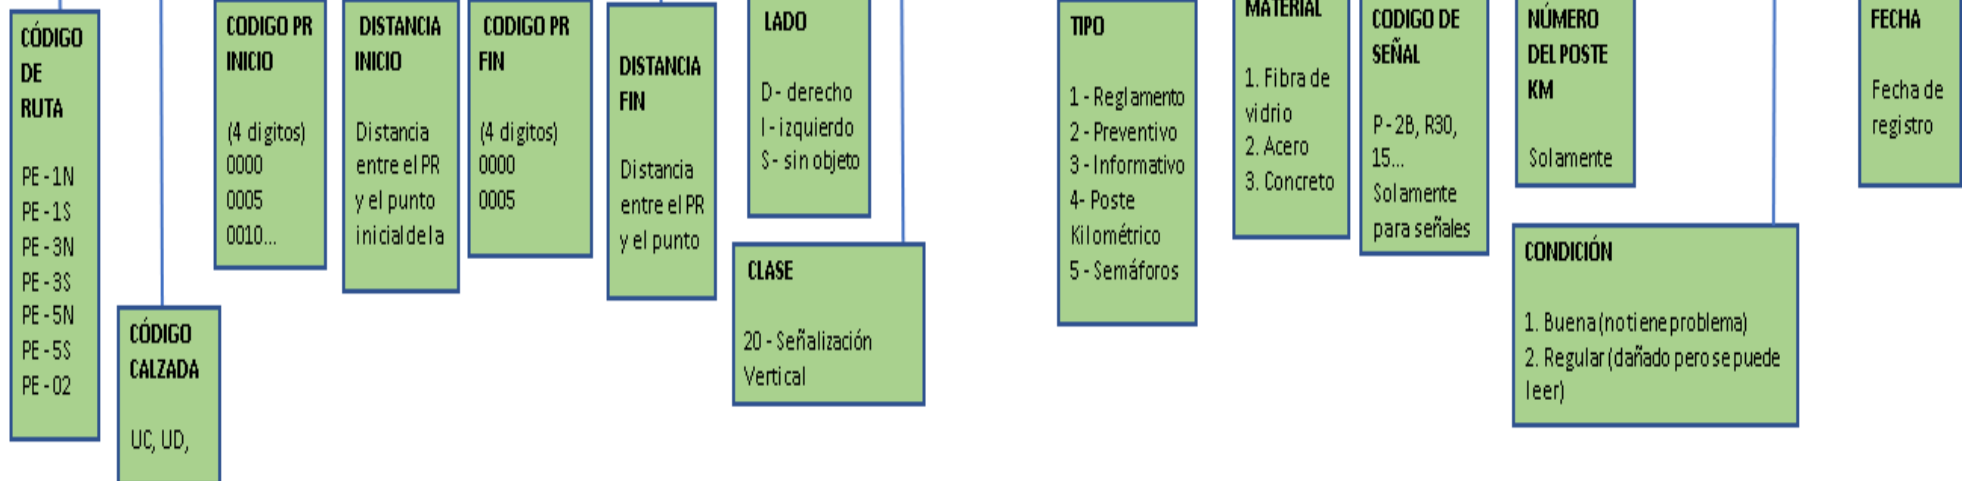 CÓDIGO
DE
RUTA
PE - 1N
PE - 1S
PE - 3N
PE - 3S
PE - 5N
PE - 5S
PE - 02
CÓDIGO
CALZADA
UC, UD,
CODIGO PR
INICIO
(4 digitos)
0000
0005
0010...
DISTANCIA
INICIO
Distancia
entre el PR
y el punto
inicial de la
CODIGO PR
FIN
(4 digitos)
0000
0005
DISTANCIA
FIN
Distancia
entre el PR
y el punto
LADO
D - derecho
I - izquierdo
S - sin objeto
CLASE
20 - Señalización
Vertical
TIPO
1 - Reglamento
2 - Preventivo
3 - Informativo
4- Poste
Kilométrico
5 - Semáforos
MATERIAL
1. Fibra de
vidrio
2. Acero
3. Concreto
CODIGO DE
SEÑAL
P - 2B, R30,
15...
Solamente
para señales
NÚMERO
DEL POSTE
KM
Solamente
CONDICIÓN
1. Buena (no tiene problema)
2. Regular (dañado pero se puede
leer)
FECHA
Fecha de
registro